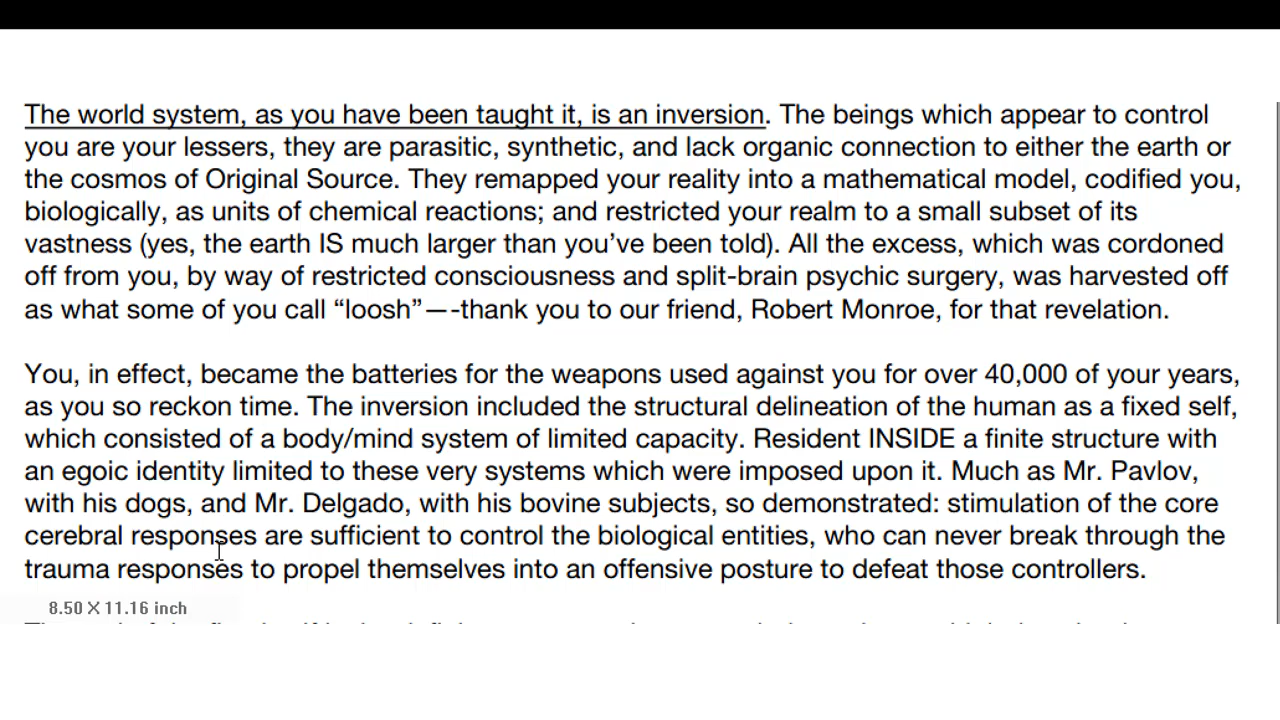 The world system, as you have been taught it, is an inversion. The beings which appear to control
you are your lessers, they are parasitic, synthetic, and lack organic connection to either the earth or
the cosmos of Original Source. They remapped your reality into a mathematical model, codified you,
biologically, as units of chemical reactions; and restricted your realm to a small subset of its
vastness (yes, the earth IS much larger than you’ve been told). All the excess, which was cordoned
off from you, by way of restricted consciousness and split-brain psychic surgery, was harvested off
as what some of you call “loosh”—-thank you to our friend, Robert Monroe, for that revelation.
You, in effect, became the batteries for the weapons used against you for over 40,000 of your years,
as you so reckon time. The inversion included the structural delineation of the human as a fixed self,
which consisted of a body/mind system of limited capacity. Resident INSIDE a finite structure with
an egoic identity limited to these very systems which were imposed upon it. Much as Mr. Pavlov,
with his dogs, and Mr. Delgado, with his bovine subjects, so demonstrated: stimulation of the core
cerebral responses are sufficient to control the biological entities, who can never break through the
trauma responses to propel themselves into an offensive posture to defeat those controllers.
8.50 X 11.16 inch